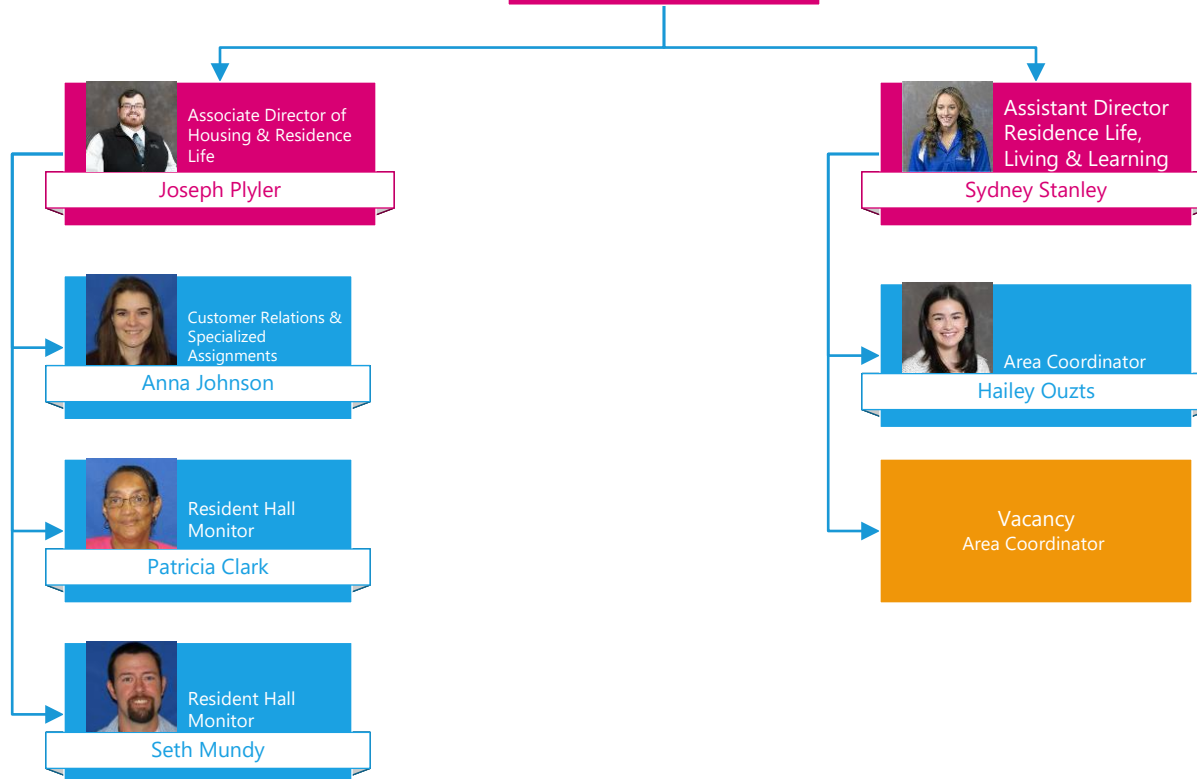 Associate Director of
Housing & Residence
Life
Joseph Plyler
Assistant Director
Residence Life,
Living & Learning
Sydney Stanley
Customer Relations &
Specialized
Assignments
Anna Johnson
Area Coordinator
Hailey Ouzts
Resident Hall
Monitor
Patricia Clark
Vacancy
Area Coordinator
Resident Hall
Monitor
Seth Mundy